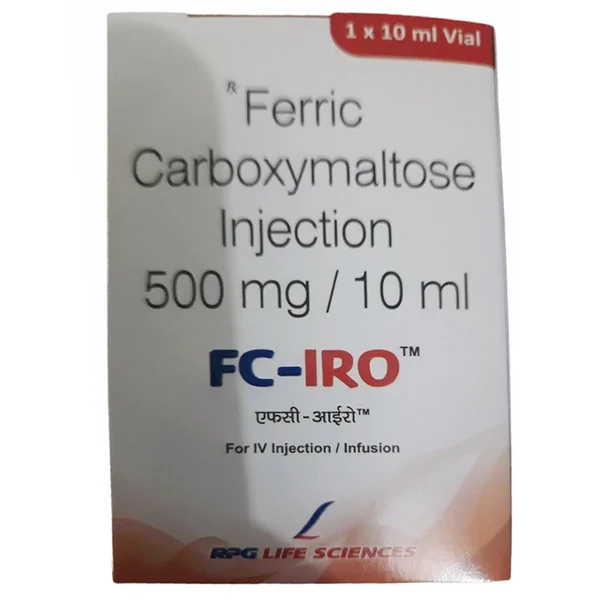 1 x 10 ml Vial
Rx Ferric
Carboxymaltose
Injection
500 mg / 10 ml
FC-IRO™
एफसी-आईरो™
For IV Injection / Infusion
RPG LIFE SCIENCES